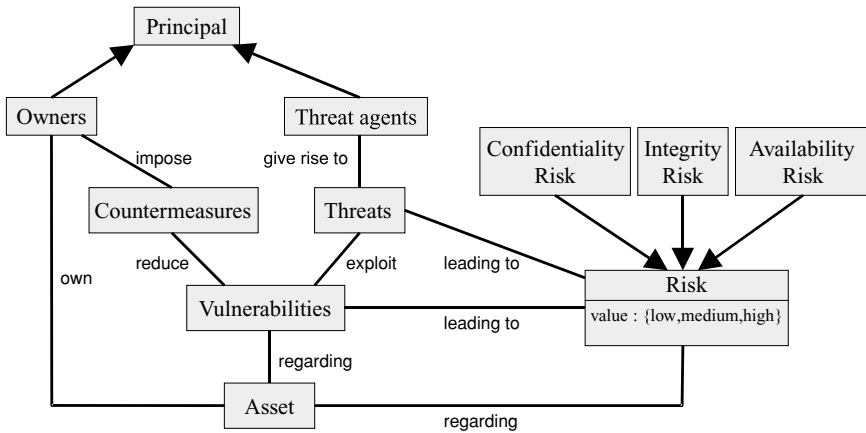 Principal
Owners
Threat agents
impose
give rise to
Confidentiality
Risk
Integrity
Risk
Availability
Risk
Countermeasures
Threats
own
reduce
exploit
leading to
Risk
value : {low,medium,high}
Vulnerabilities
leading to
regarding
Asset
regarding